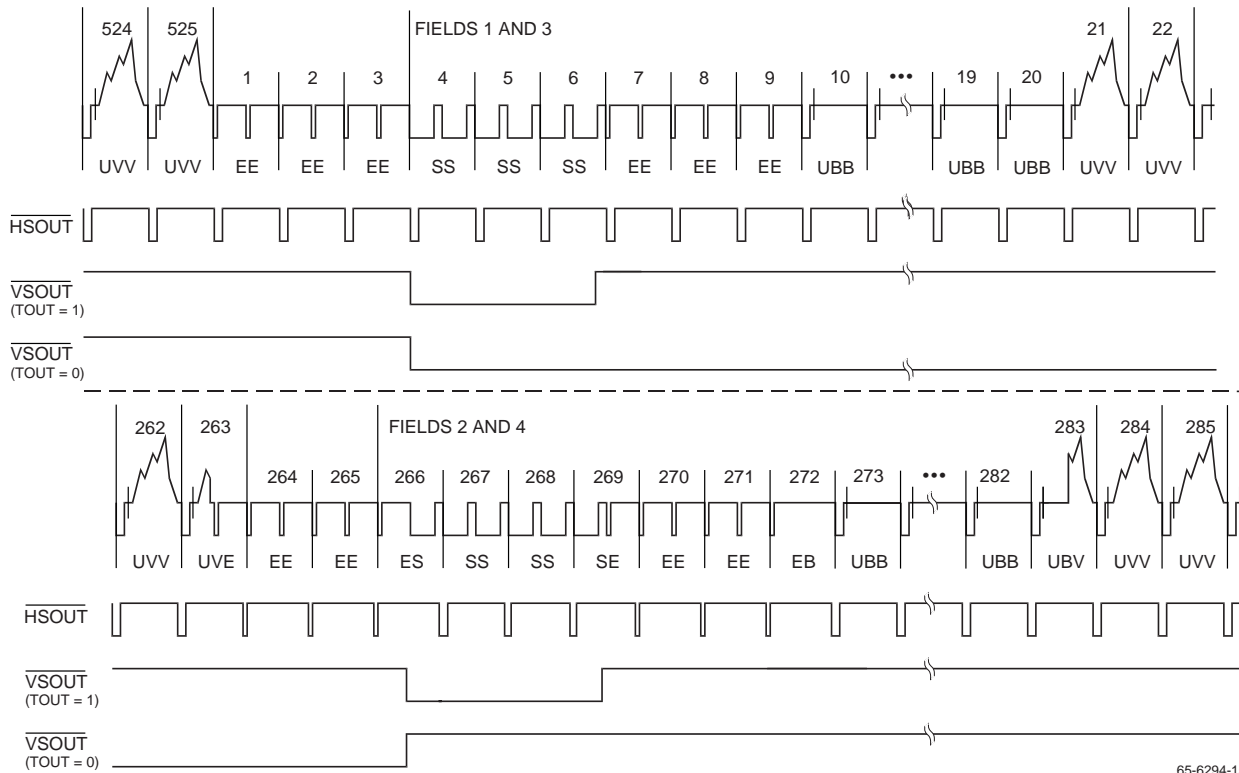 FIELDS 1 AND 3
524 525 1 2 3 4 5 6 7 8 9 10 ••• 19 20 21 22
UVV UVV EE EE EE SS SS SS EE EE EE UBB UBB UBB UVV UVV
HSOUT
VSOUT
(TOUT = 1)
VSOUT
(TOUT = 0)
FIELDS 2 AND 4
262 263 264 265 266 267 268 269 270 271 272 273 ••• 282 283 284 285
UVV UVE EE EE ES SS SS SE EE EE EB UBB UBB UBV UVV UVV
HSOUT
VSOUT
(TOUT = 1)
VSOUT
(TOUT = 0)
65-6294-1